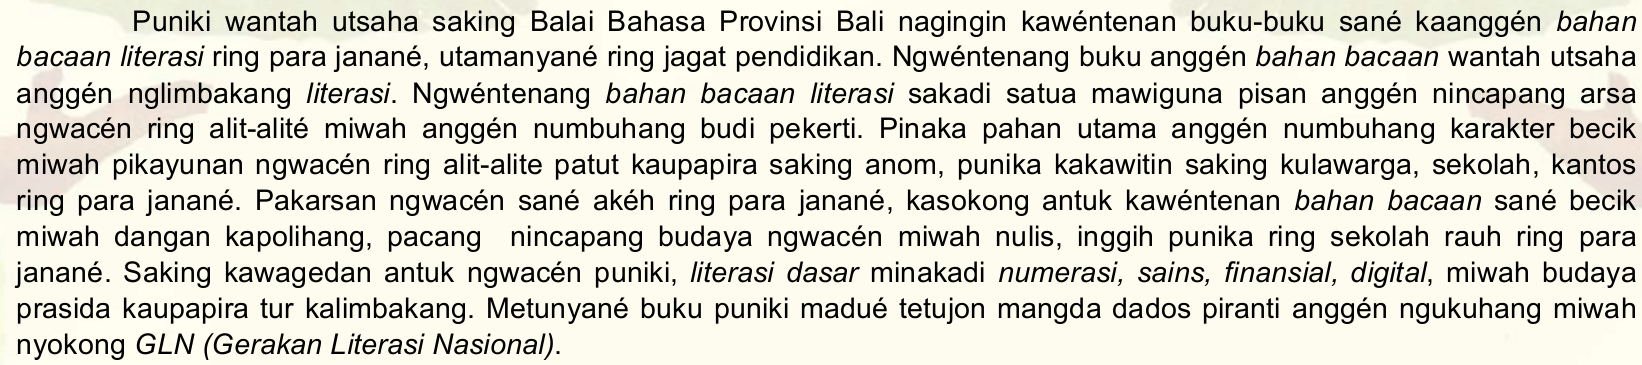 Puniki wantah utsaha saking Balai Bahasa Provinsi Bali nagingin kawéntenan buku-buku sané kaanggén bahan
bacaan literasi ring para janané, utamanyané ring jagat pendidikan. Ngwéntenang buku anggén bahan bacaan wantah utsaha
anggén nglimbakang literasi. Ngwéntenang bahan bacaan literasi sakadi satua mawiguna pisan anggén nincapang arsa
ngwacén ring alit-alité miwah anggén numbuhang budi pekerti. Pinaka pahan utama anggén numbuhang karakter becik
miwah pikayunan ngwacén ring alit-alite patut kaupapira saking anom, punika kakawitin saking kulawarga, sekolah, kantos
ring para janané. Pakarsan ngwacén sané akéh ring para janané, kasokong antuk kawéntenan bahan bacaan sané becik
miwah dangan kapolihang, pacang nincapang budaya ngwacén miwah nulis, inggih punika ring sekolah rauh ring para
janané. Saking kawagedan antuk ngwacén puniki, literasi dasar minakadi numerasi, sains, finansial, digital, miwah budaya
prasida kaupapira tur kalimbakang. Metunyané buku puniki madué tetujon mangda dados piranti anggén ngukuhang miwah
nyokong GLN (Gerakan Literasi Nasional).